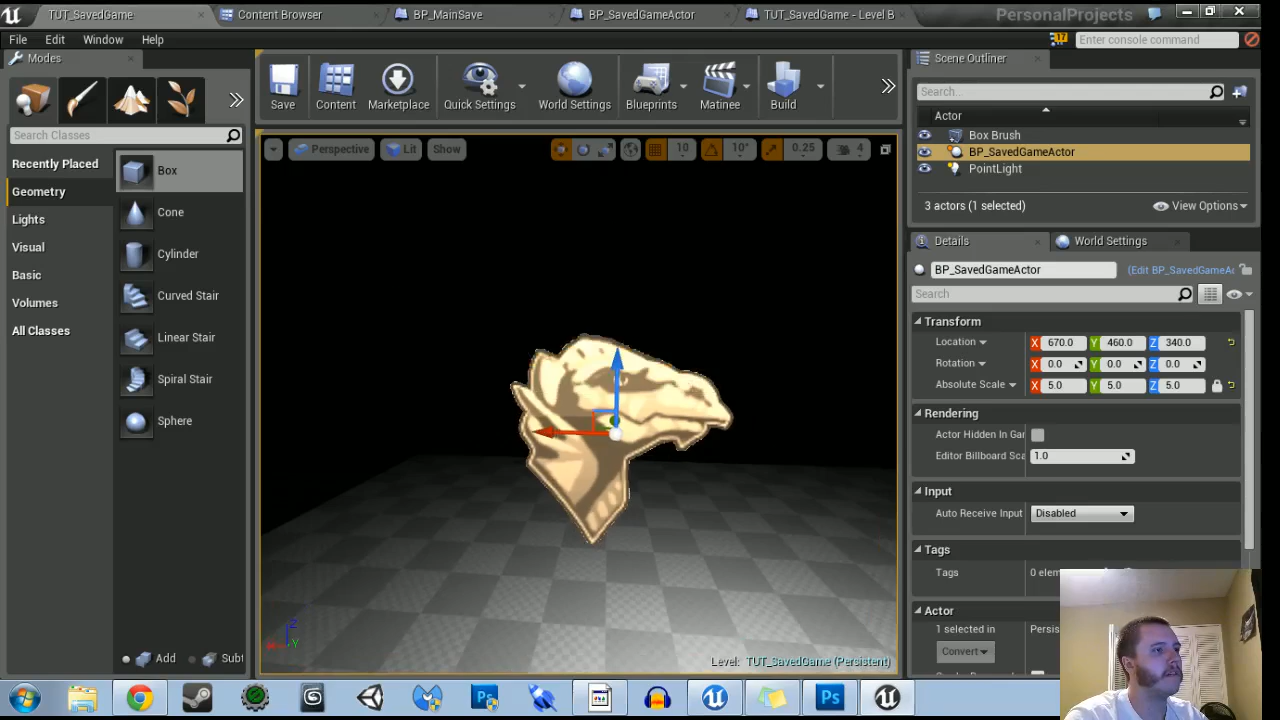 TUT_SavedGame
Content Browser
BP_MainSave
BP_SavedGameActor
TUT_SavedGame - Level B
PersonalProjects
File Edit Window Help
17
Enter console command
Modes
Search Classes
Recently Placed
Geometry
Lights
Visual
Basic
Volumes
All Classes
Box
Cone
Cylinder
Curved Stair
Linear Stair
Spiral Stair
Sphere
Add
Subt
Save
Content
Marketplace
Quick Settings
World Settings
Blueprints
Matinee
Build
Perspective
Lit
Show
10
10°
0.25
4
Z
X
Y
Level: TUT_SavedGame (Persistent)
Scene Outliner
Search...
Actor
Box Brush
BP_SavedGameActor
PointLight
3 actors (1 selected)
View Options
Details
World Settings
BP_SavedGameActor
(Edit BP_SavedGameAc
Search
Transform
Location X 670.0 Y 460.0 Z 340.0
Rotation X 0.0 Y 0.0 Z 0.0
Absolute Scale X 5.0 Y 5.0 Z 5.0
Rendering
Actor Hidden In Gar
Editor Billboard Sca 1.0
Input
Auto Receive Input Disabled
Tags
Tags 0 elem
Actor
1 selected in Persis
Convert
Ps
Ps